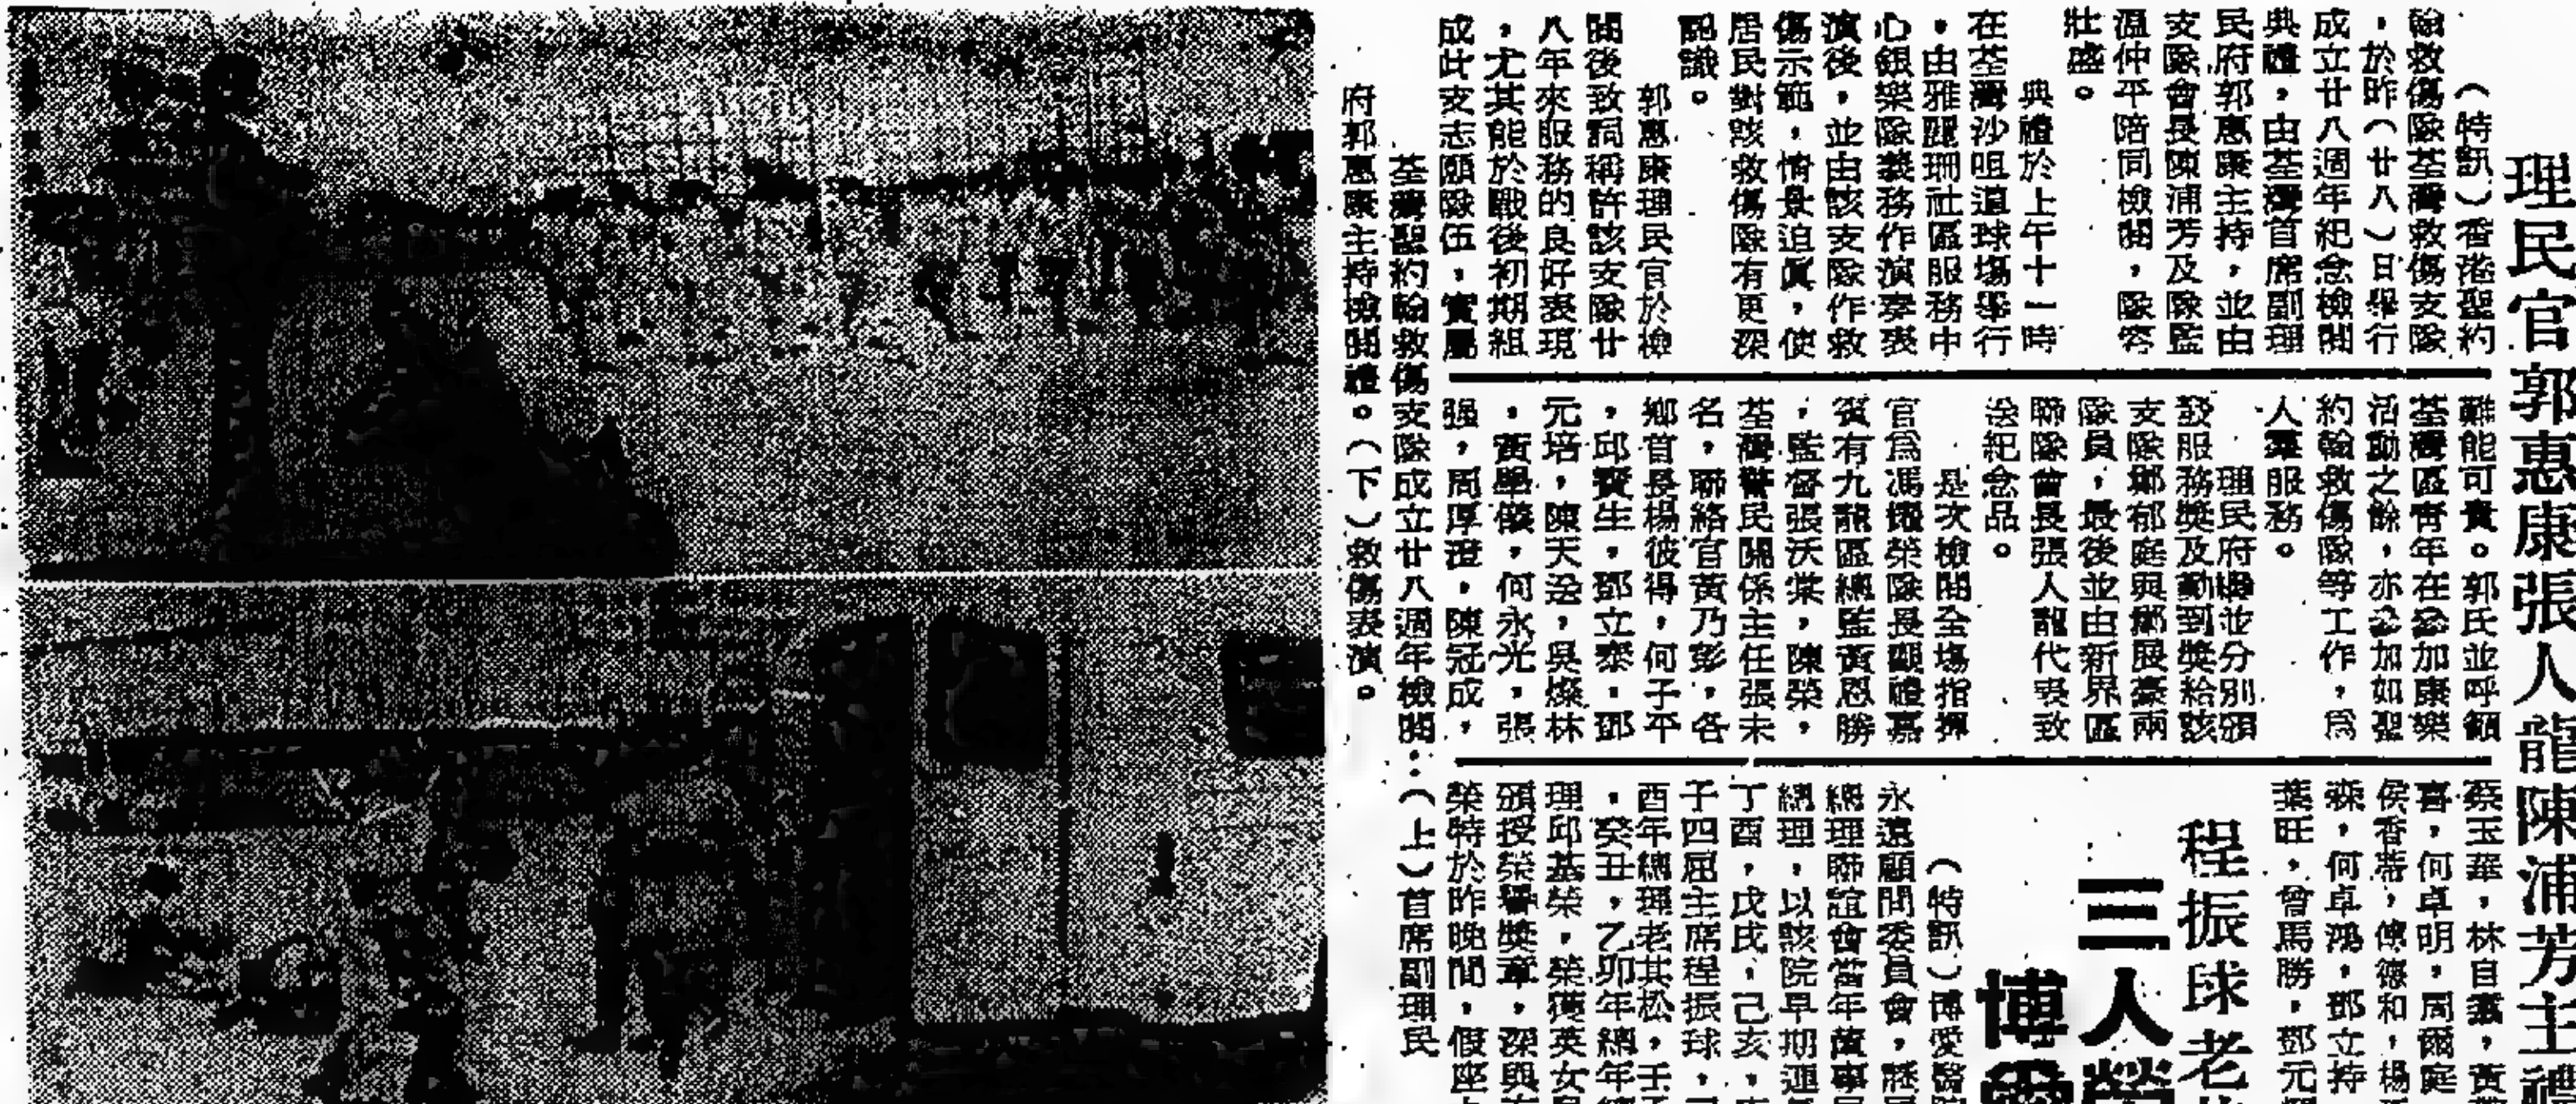 理民官郭惠康張人龍陳浦芳主禮
（特訊）香港聖約
翰救傷隊荃灣救傷支隊
，於昨（廿八）日舉行
成立廿八週年紀念檢閱
典禮，由荃灣首席副理
民府郭惠康主持，並由
支隊會長陳浦芳及隊監
溫仲平陪同檢閱，隊容
壯盛。
典禮於上午十一時
在荃灣沙咀道球塲舉行
，由雅麗珊社區服務中
心銀樂隊義務作演奏表
演後，並由該支隊作救
傷示範，情景迫眞，使
居民對該救傷隊有更深
認識。
郭惠康理民官於檢
閱後致詞稱許該支隊廿
八年來服務的良好表現
，尤其能於戰後初期組
成此支志願隊伍，實屬
難能可貴。郭氏並呼籲
荃灣區靑年在參加康樂
活動之餘，亦參加如聖
約翰救傷隊等工作，爲
人羣服務。
理民府並分別頒
發服務獎及勳到獎給該
支隊鄭郁庭與鄭展豪兩
隊員，最後並由新界區
聯隊會長張人龍代表致
送紀念品。
是次檢閱全塲指揮
官爲馮耀榮隊長觀禮嘉
賓有九龍區總監黃恩勝
，監督張沃棠，陳榮，
荃灣警民關係主任張未
名，聯絡官黃乃彭，各
鄉首長楊彼得，何子平
，邱寶生，鄧立泰，鄧
元培，陳天送，吳燦林
，黃學儀，何永光，張
强，周厚澄，陳冠成，
蔡玉華，林自
喜，何卓明，周爾庭
侯香蕃，傅德和，楊
森，何卓鴻，鄧立持
葉旺，曾馬勝，鄧元
荃灣聖約翰救傷支隊成立廿八週年檢閱：（上）首席副理民
府郭惠康主持檢閱禮。（下）救傷表演。
程振球老
三人榮
博愛
（特訊）博愛醫院
永遠顧問委員會，
總理聯誼會當年董事
總理，以該院早期運
丁酉，戊戌，己亥，
子四屆主席程振球，
酉年總理老其松，壬子
，癸丑，乙卯年總年
理邱基榮，榮獲英女皇
頒授榮譽獎章，深與
榮特於昨晚間，假座